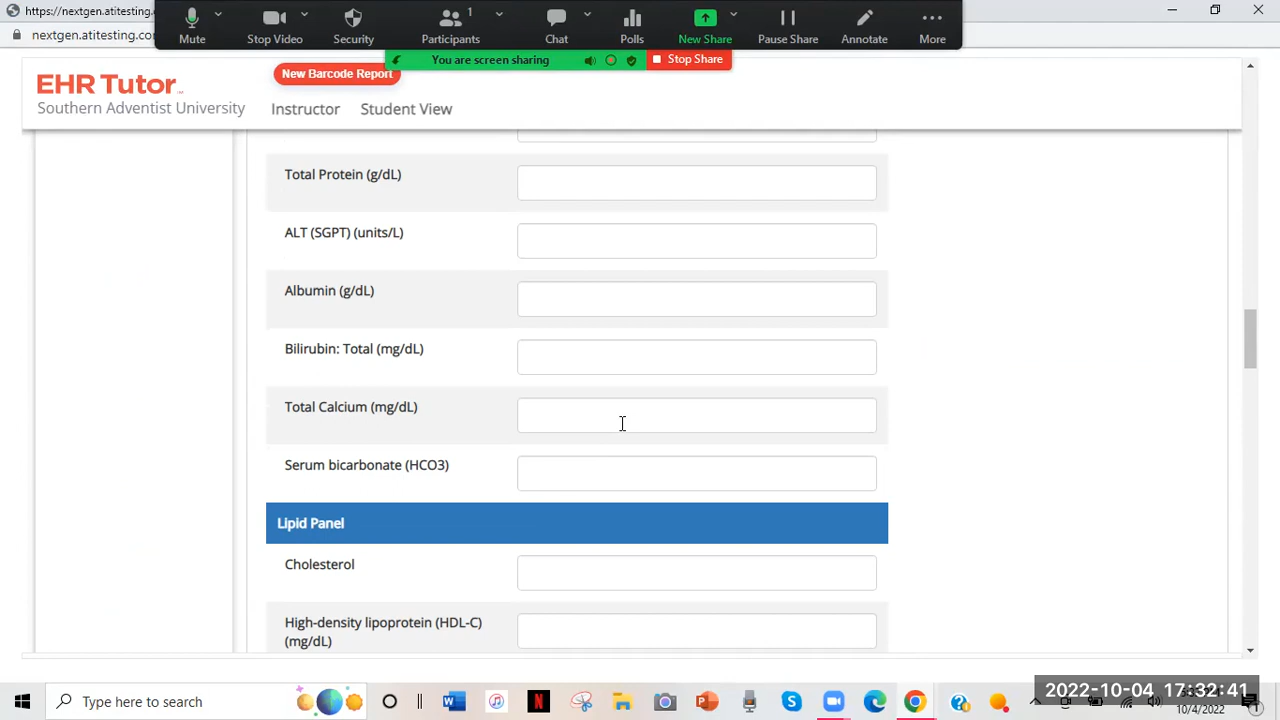 https://nextgen.ati
nextgen.atitesting.co
Mute
Stop Video
Security
1
Participants
Chat
Polls
New Share
Pause Share
Annotate
More
You are screen sharing
Stop Share
EHR Tutor
Southern Adventist University
New Barcode Report
Instructor
Student View
Total Protein (g/dL)
ALT (SGPT) (units/L)
Albumin (g/dL)
Bilirubin: Total (mg/dL)
Total Calcium (mg/dL)
Serum bicarbonate (HCO3)
Lipid Panel
Cholesterol
High-density lipoprotein (HDL-C)
(mg/dL)
Type here to search
2022-10-04 17:32:41
10/4/2022